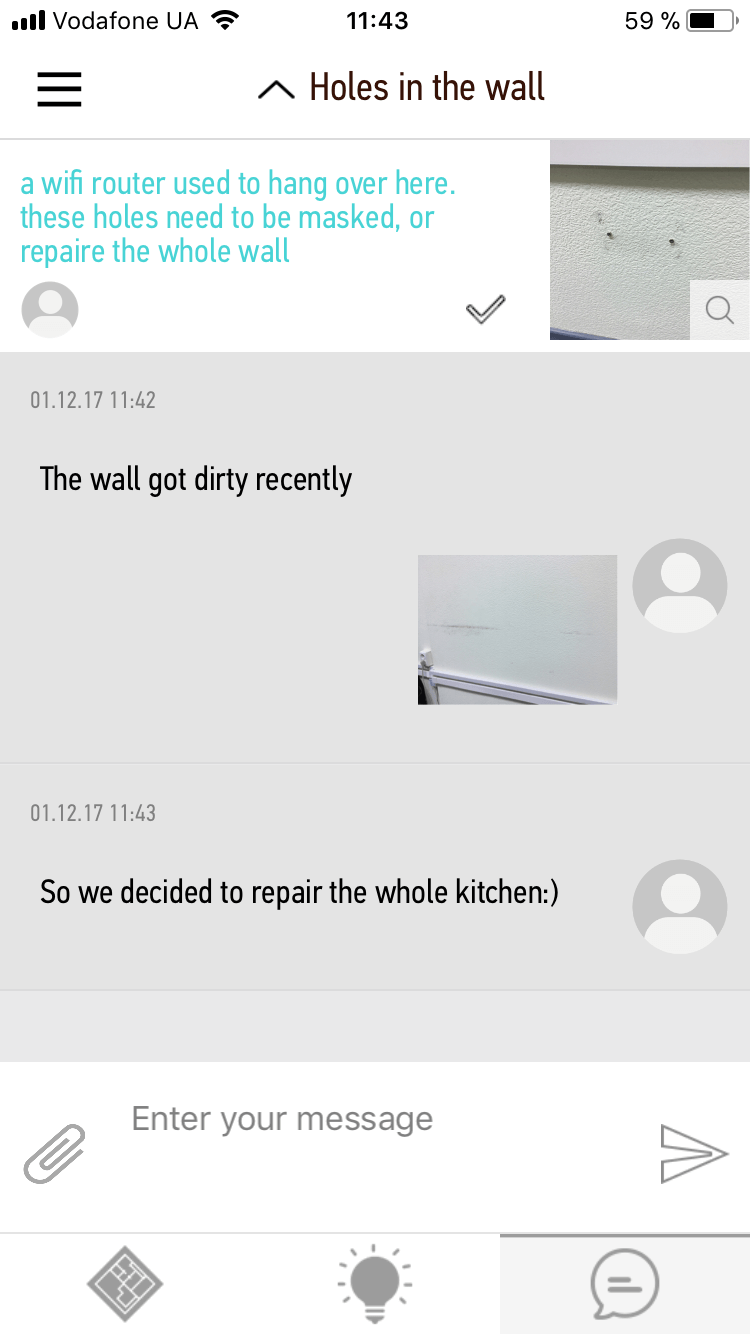 Vodafone UA 11:43 59 %
Holes in the wall
a wifi router used to hang over here.
these holes need to be masked, or
repaire the whole wall
01.12.17 11:42
The wall got dirty recently
01.12.17 11:43
So we decided to repair the whole kitchen:)
Enter your message